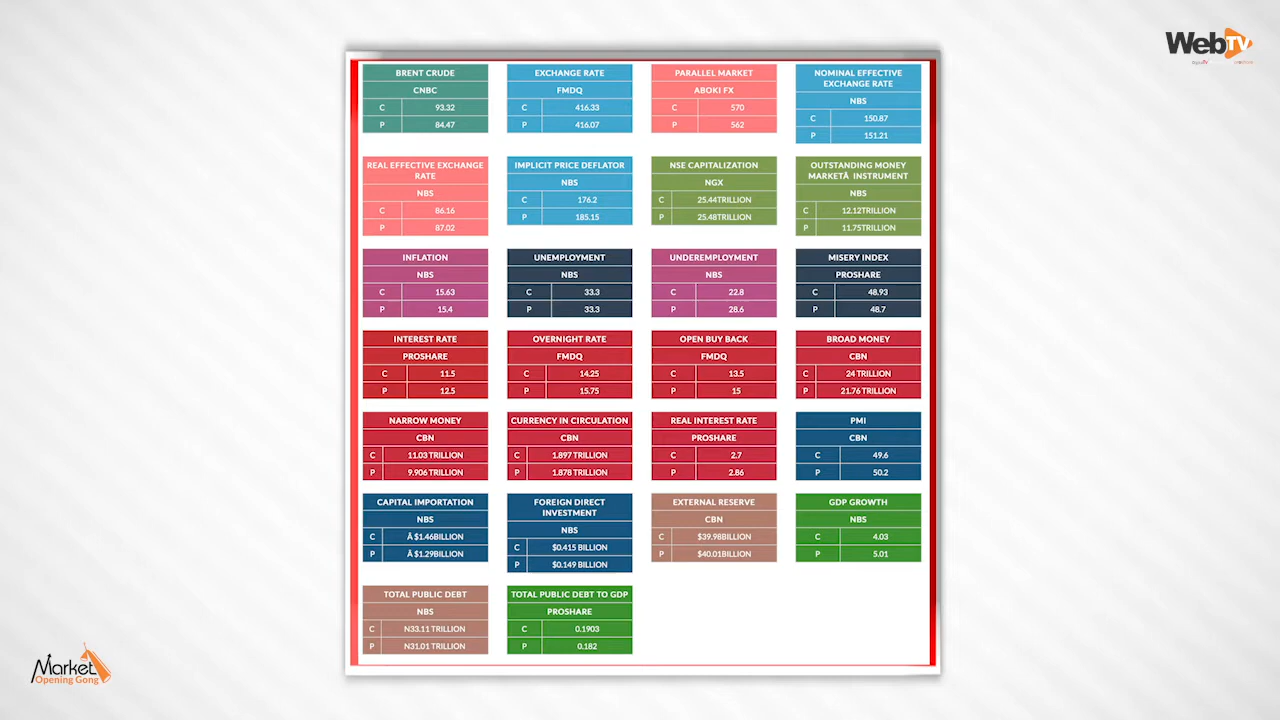 WebTV
BRENT CRUDE
CNBC
C 93.32
P 84.47
EXCHANGE RATE
FMDQ
C 416.33
P 416.07
PARALLEL MARKET
ABOKI FX
C 570
P 562
NOMINAL EFFECTIVE
EXCHANGE RATE
NBS
C 150.87
P 151.21
REAL EFFECTIVE EXCHANGE
RATE
NBS
C 86.16
P 87.02
IMPLICIT PRICE DEFLATOR
NBS
C 176.2
P 185.15
NSE CAPITALIZATION
NGX
C 25.44TRILLION
P 25.48TRILLION
OUTSTANDING MONEY
MARKETÂ INSTRUMENT
NBS
C 12.12TRILLION
P 11.75TRILLION
INFLATION
NBS
C 15.63
P 15.4
UNEMPLOYMENT
NBS
C 33.3
P 33.3
UNDEREMPLOYMENT
NBS
C 22.8
P 28.6
MISERY INDEX
PROSHARE
C 48.93
P 48.7
INTEREST RATE
PROSHARE
C 11.5
P 12.5
OVERNIGHT RATE
FMDQ
C 14.25
P 15.75
OPEN BUY BACK
FMDQ
C 13.5
P 15
BROAD MONEY
CBN
C 24 TRILLION
P 21.76 TRILLION
NARROW MONEY
CBN
C 11.03 TRILLION
P 9.906 TRILLION
CURRENCY IN CIRCULATION
CBN
C 1.897 TRILLION
P 1.878 TRILLION
REAL INTEREST RATE
PROSHARE
C 2.7
P 2.86
PMI
CBN
C 49.6
P 50.2
CAPITAL IMPORTATION
NBS
C Â $1.46BILLION
P Â $1.29BILLION
FOREIGN DIRECT
INVESTMENT
NBS
C $0.415 BILLION
P $0.149 BILLION
EXTERNAL RESERVE
CBN
C $39.98BILLION
P $40.01BILLION
GDP GROWTH
NBS
C 4.03
P 5.01
TOTAL PUBLIC DEBT
NBS
C N33.11 TRILLION
P N31.01 TRILLION
TOTAL PUBLIC DEBT TO GDP
PROSHARE
C 0.1903
P 0.182
Market
Opening Gong